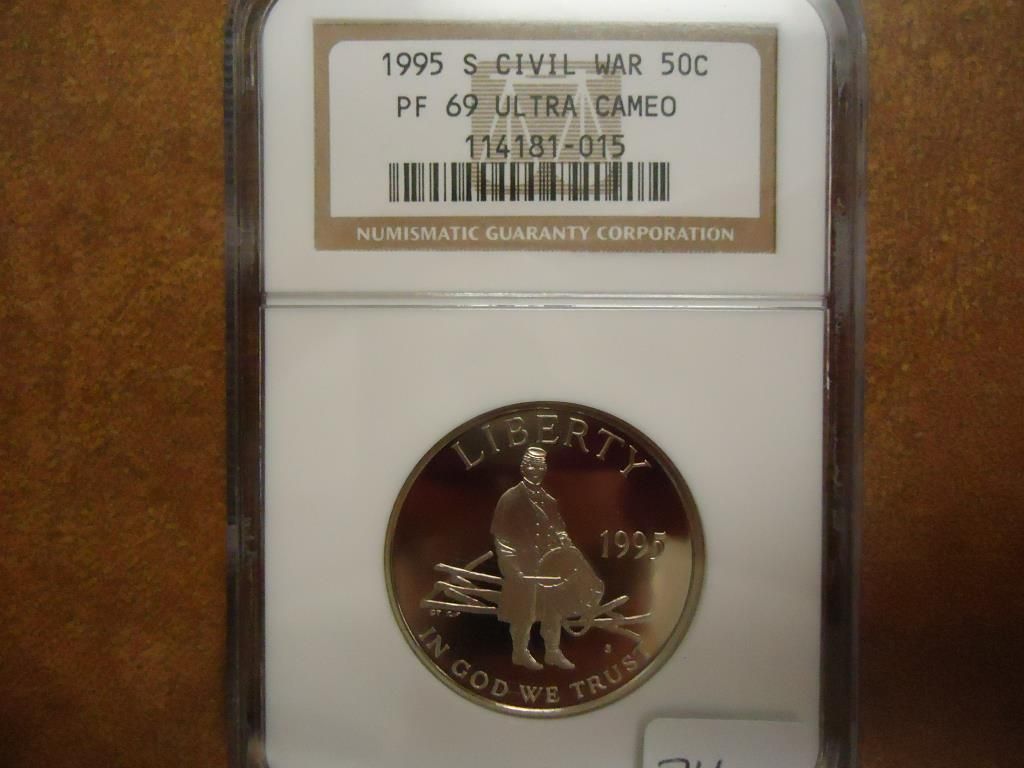 1995 S CIVIL WAR 50C
PF 69 ULTRA CAMEO
114181-015
NUMISMATIC GUARANTY CORPORATION
LIBERTY
1995
S
IN GOD WE TRUST